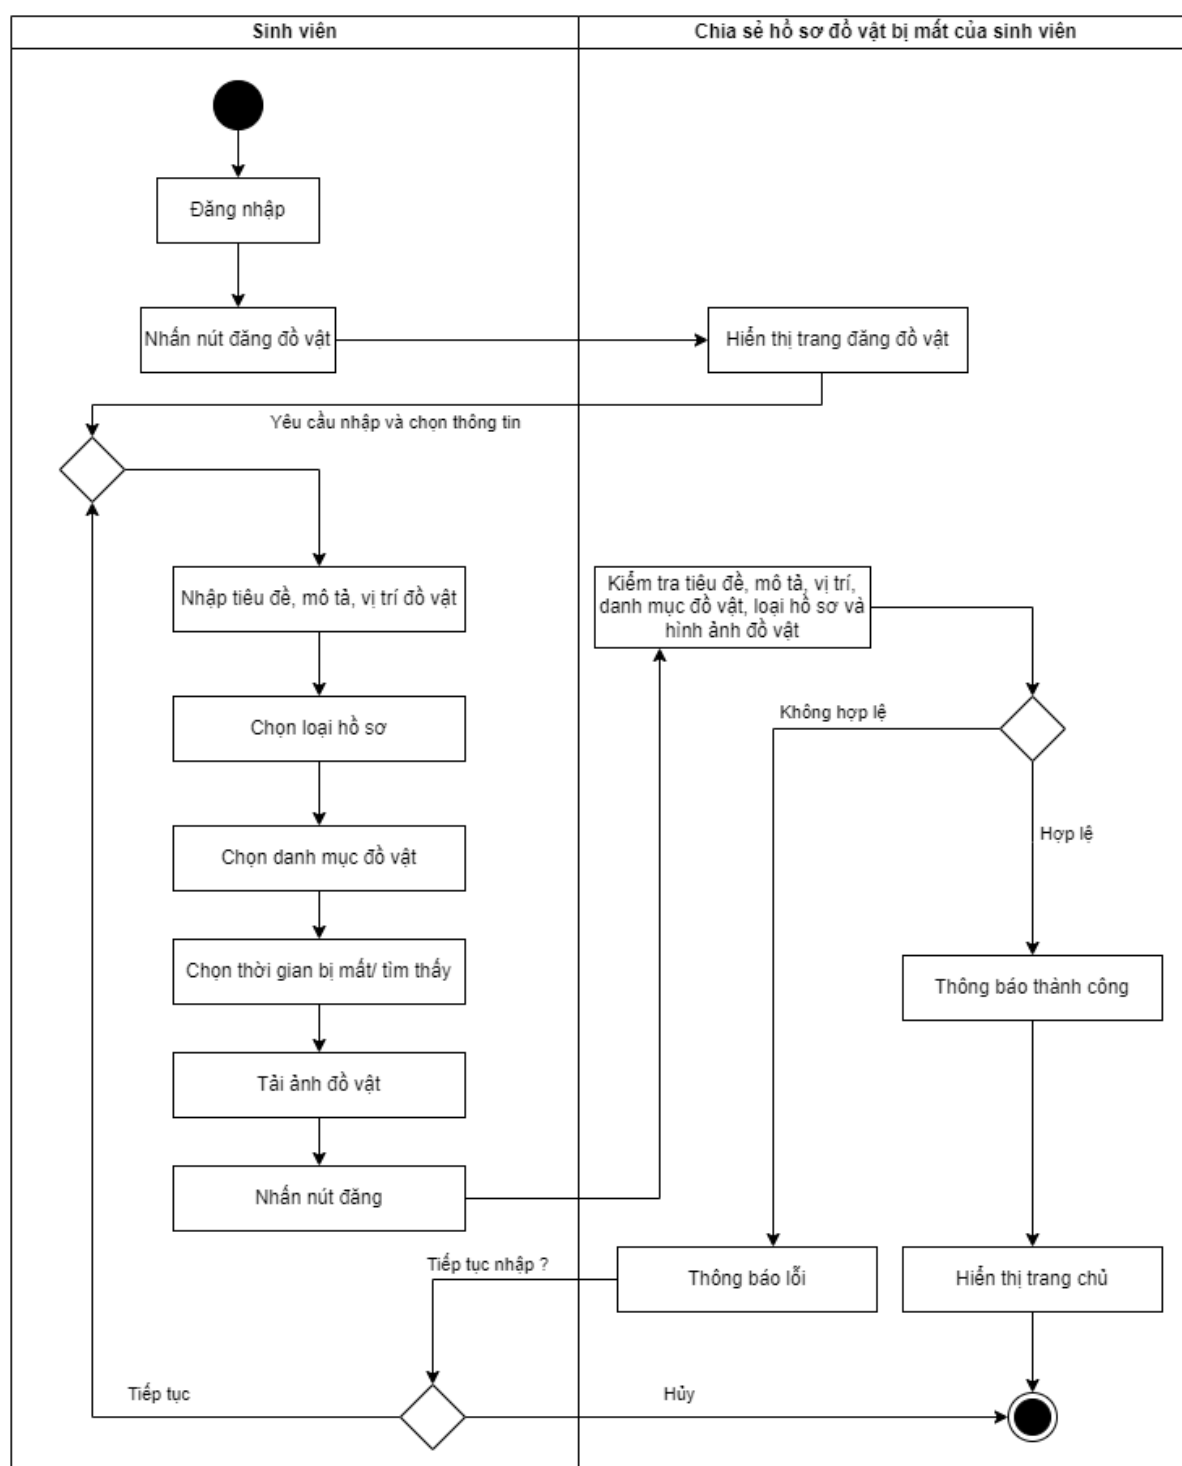 Sinh viên
Chia sẻ hồ sơ đồ vật bị mất của sinh viên
Đăng nhập
Nhấn nút đăng đồ vật
Hiển thị trang đăng đồ vật
Yêu cầu nhập và chọn thông tin
Nhập tiêu đề, mô tả, vị trí đồ vật
Kiểm tra tiêu đề, mô tả, vị trí,
danh mục đồ vật, loại hồ sơ và
hình ảnh đồ vật
Chọn loại hồ sơ
Không hợp lệ
Hợp lệ
Chọn danh mục đồ vật
Chọn thời gian bị mất/ tìm thấy
Thông báo thành công
Tải ảnh đồ vật
Nhấn nút đăng
Tiếp tục nhập ?
Thông báo lỗi
Hiển thị trang chủ
Tiếp tục
Hủy